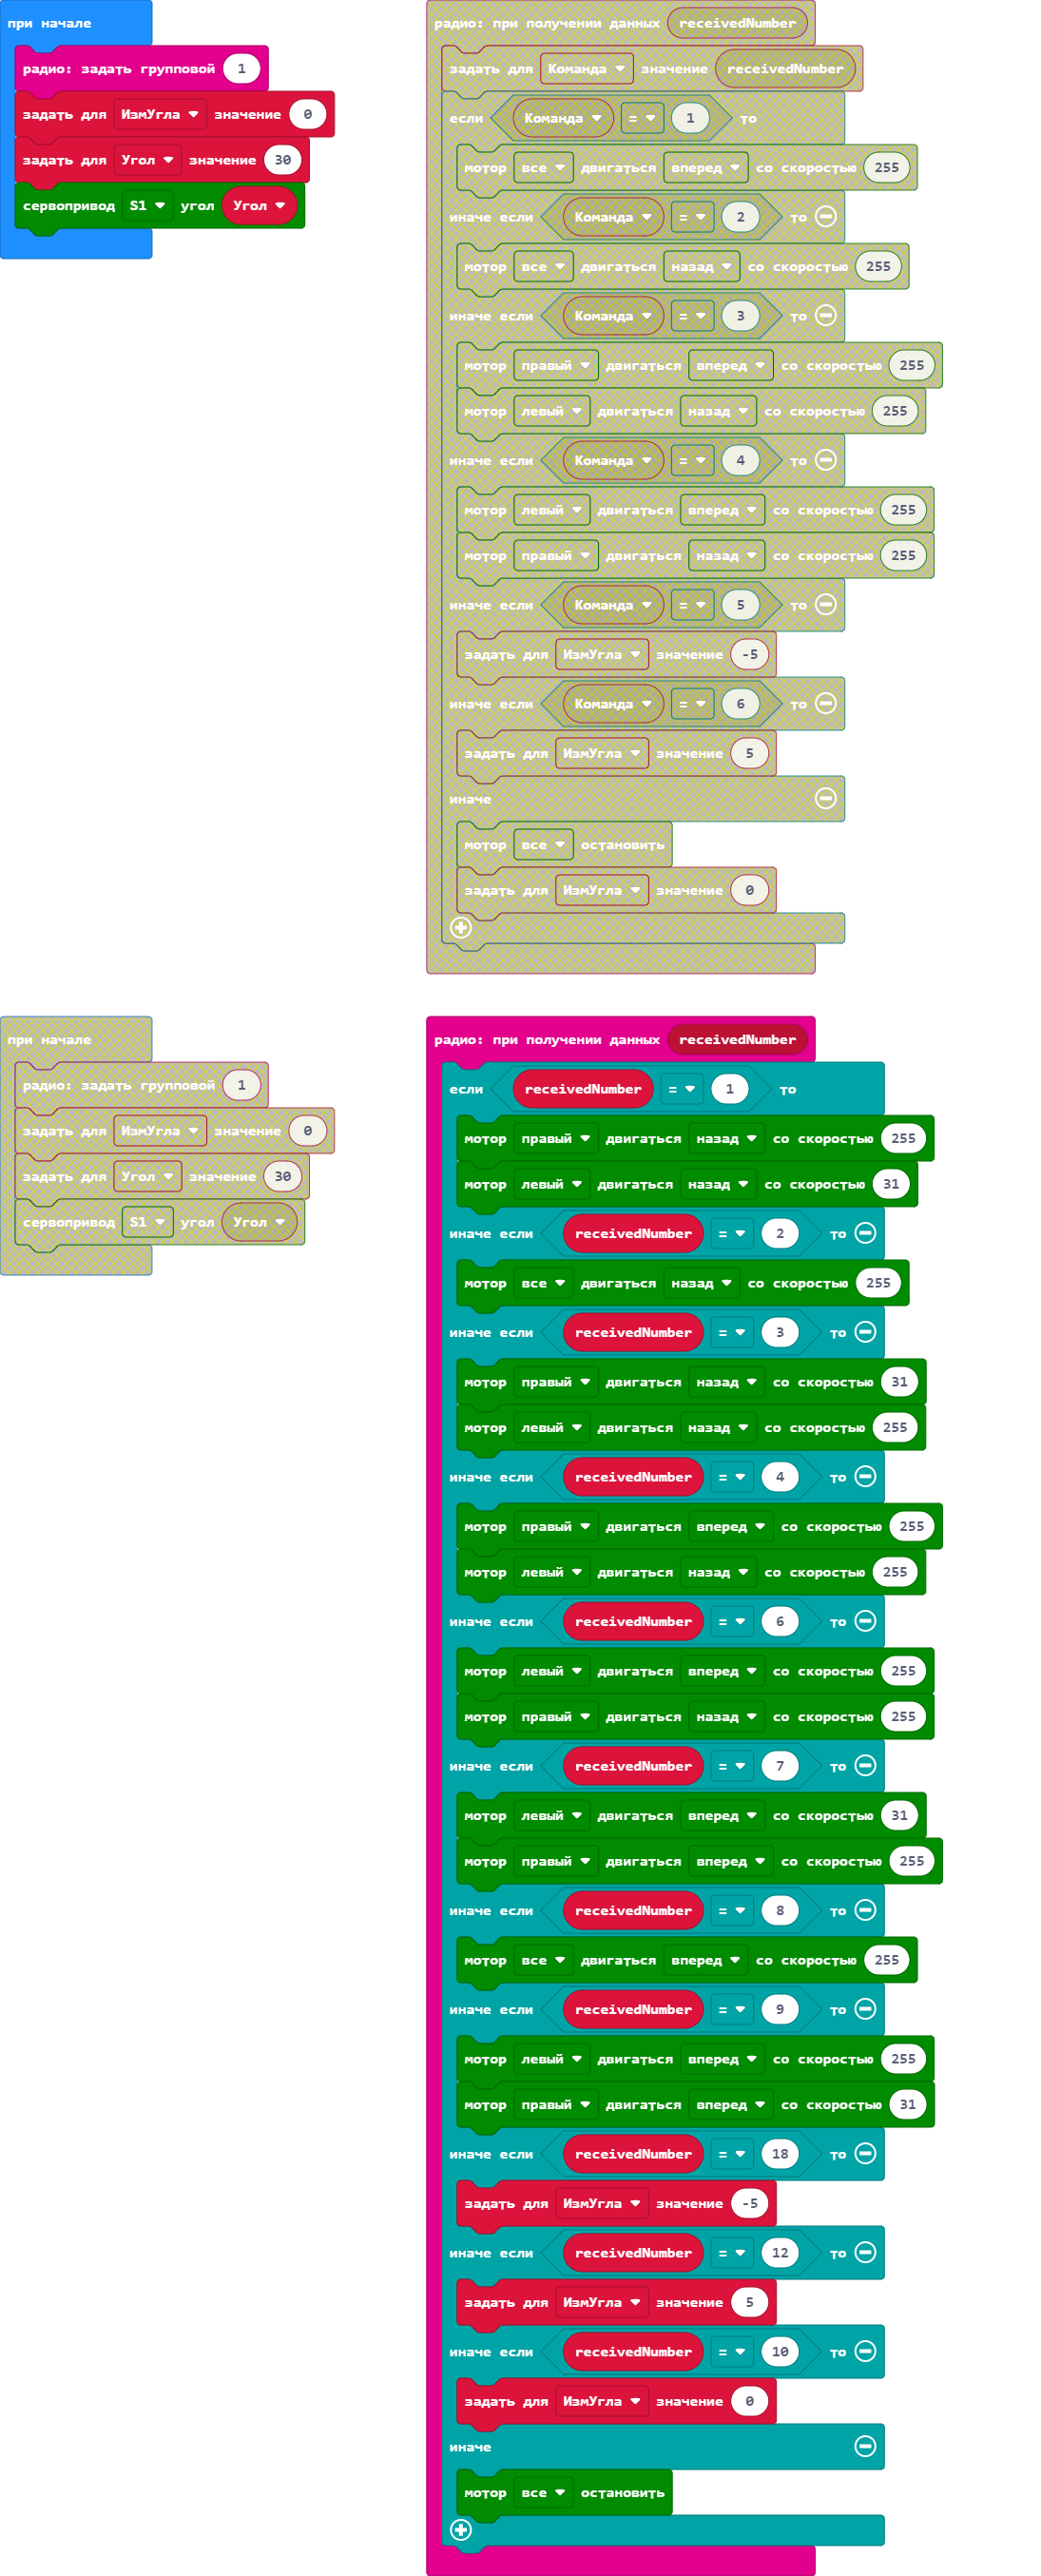 при начале
радио: задать групповой 1
задать для ИзмУгла значение 0
задать для Угол значение 30
сервопривод S1 угол Угол
радио: при получении данных receivedNumber
задать для Команда значение receivedNumber
если Команда = 1 то
мотор все двигаться вперед со скоростью 255
иначе если Команда = 2 то
мотор все двигаться назад со скоростью 255
иначе если Команда = 3 то
мотор правый двигаться вперед со скоростью 255
мотор левый двигаться назад со скоростью 255
иначе если Команда = 4 то
мотор левый двигаться вперед со скоростью 255
мотор правый двигаться назад со скоростью 255
иначе если Команда = 5 то
задать для ИзмУгла значение -5
иначе если Команда = 6 то
задать для ИзмУгла значение 5
иначе
мотор все остановить
задать для ИзмУгла значение 0
при начале
радио: задать групповой 1
задать для ИзмУгла значение 0
задать для Угол значение 30
сервопривод S1 угол Угол
радио: при получении данных receivedNumber
если receivedNumber = 1 то
мотор правый двигаться назад со скоростью 255
мотор левый двигаться назад со скоростью 31
иначе если receivedNumber = 2 то
мотор все двигаться назад со скоростью 255
иначе если receivedNumber = 3 то
мотор правый двигаться назад со скоростью 31
мотор левый двигаться назад со скоростью 255
иначе если receivedNumber = 4 то
мотор правый двигаться вперед со скоростью 255
мотор левый двигаться назад со скоростью 255
иначе если receivedNumber = 6 то
мотор левый двигаться вперед со скоростью 255
мотор правый двигаться назад со скоростью 255
иначе если receivedNumber = 7 то
мотор левый двигаться вперед со скоростью 31
мотор правый двигаться вперед со скоростью 255
иначе если receivedNumber = 8 то
мотор все двигаться вперед со скоростью 255
иначе если receivedNumber = 9 то
мотор левый двигаться вперед со скоростью 255
мотор правый двигаться вперед со скоростью 31
иначе если receivedNumber = 18 то
задать для ИзмУгла значение -5
иначе если receivedNumber = 12 то
задать для ИзмУгла значение 5
иначе если receivedNumber = 10 то
задать для ИзмУгла значение 0
иначе
мотор все остановить